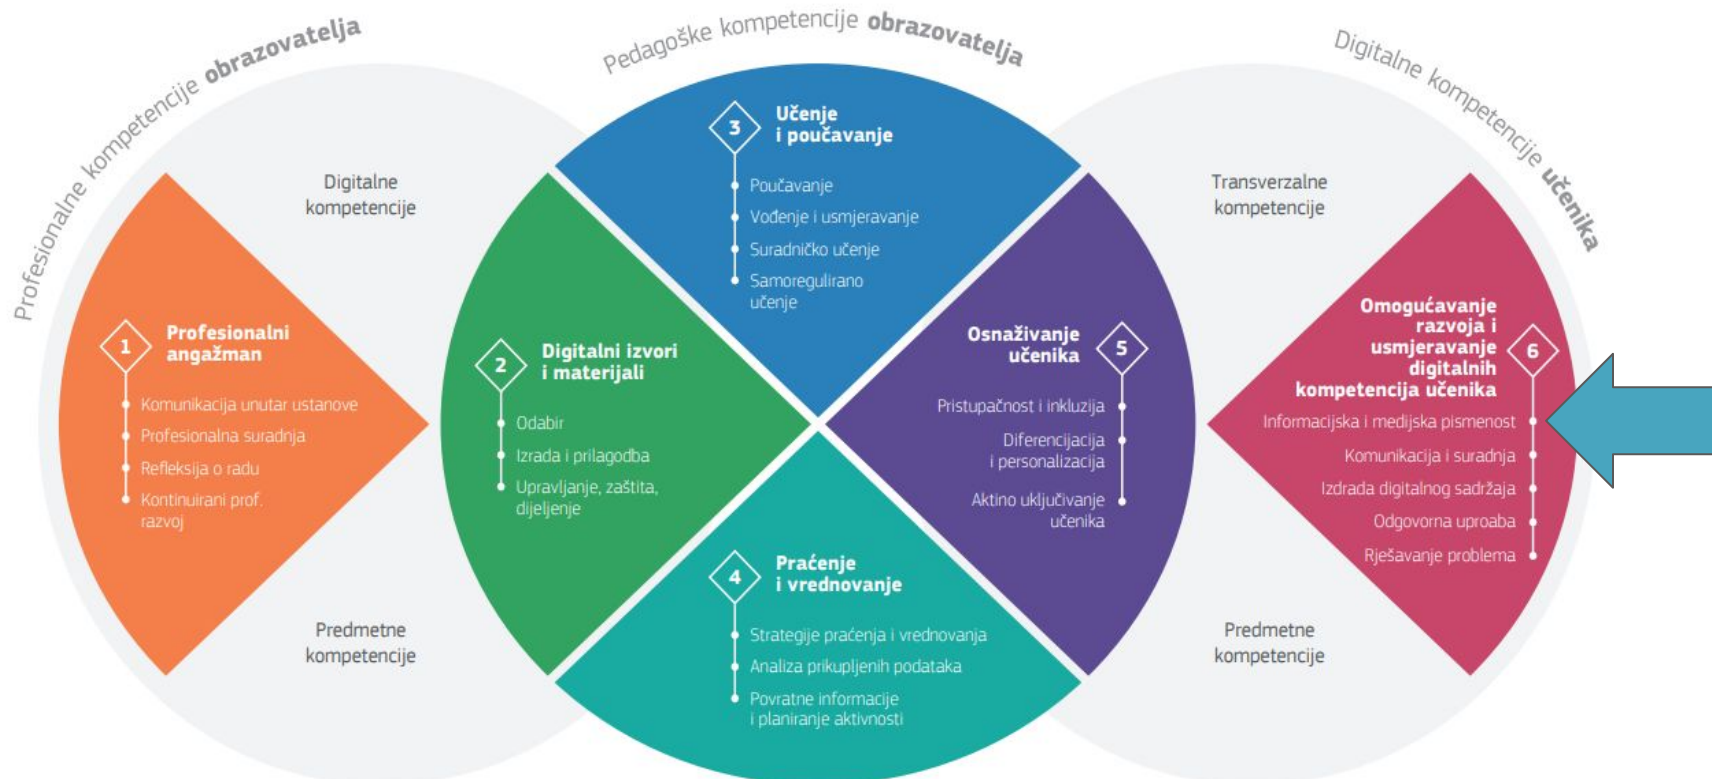 Profesionalne kompetencije obrazovatelja
Pedagoške kompetencije obrazovatelja
Digitalne kompetencije učenika
Digitalne
kompetencije
Predmetne
kompetencije
Transverzalne
kompetencije
Predmetne
kompetencije
1
Profesionalni
angažman
Komunikacija unutar ustanove
Profesionalna suradnja
Refleksija o radu
Kontinuirani prof.
razvoj
2
Digitalni izvori
i materijali
Odabir
Izrada i prilagodba
Upravljanje, zaštita,
dijeljenje
3
Učenje
i poučavanje
Poučavanje
Vođenje i usmjeravanje
Suradničko učenje
Samoregulirano
učenje
4
Praćenje
i vrednovanje
Strategije praćenja i vrednovanja
Analiza prikupljenih podataka
Povratne informacije
i planiranje aktivnosti
Osnaživanje
učenika
5
Pristupačnost i inkluzija
Diferencijacija
i personalizacija
Aktino uključivanje
učenika
Omogućavanje
razvoja i
usmjeravanje
digitalnih
kompetencija učenika
6
Informacijska i medijska pismenost
Komunikacija i suradnja
Izdrada digitalnog sadržaja
Odgovorna uproaba
Rješavanje problema